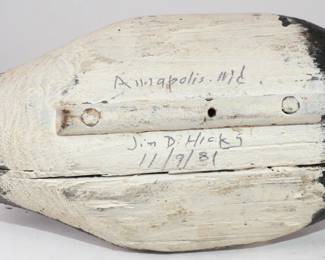 Annapolis. Md.
Jim D. Hicks
11/9/81